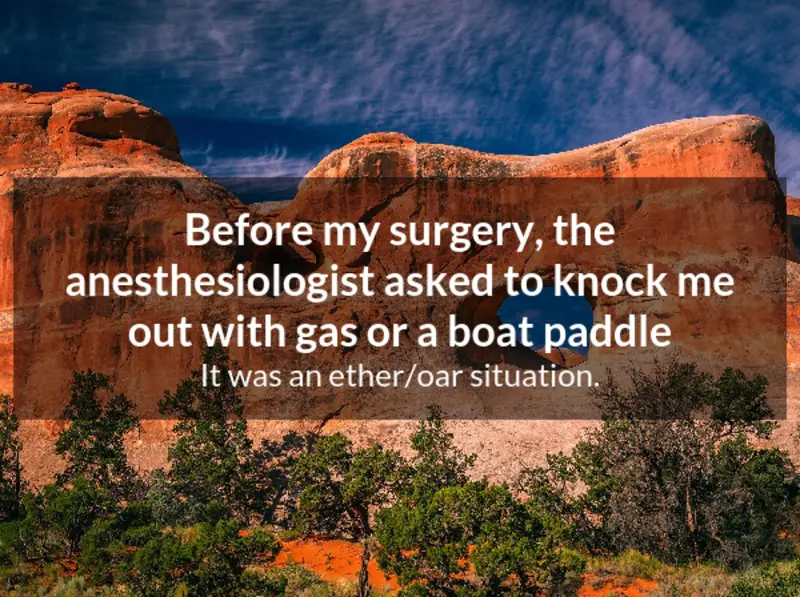 Before my surgery, the
anesthesiologist asked to knock me
out with gas or a boat paddle
It was an ether/oar situation.